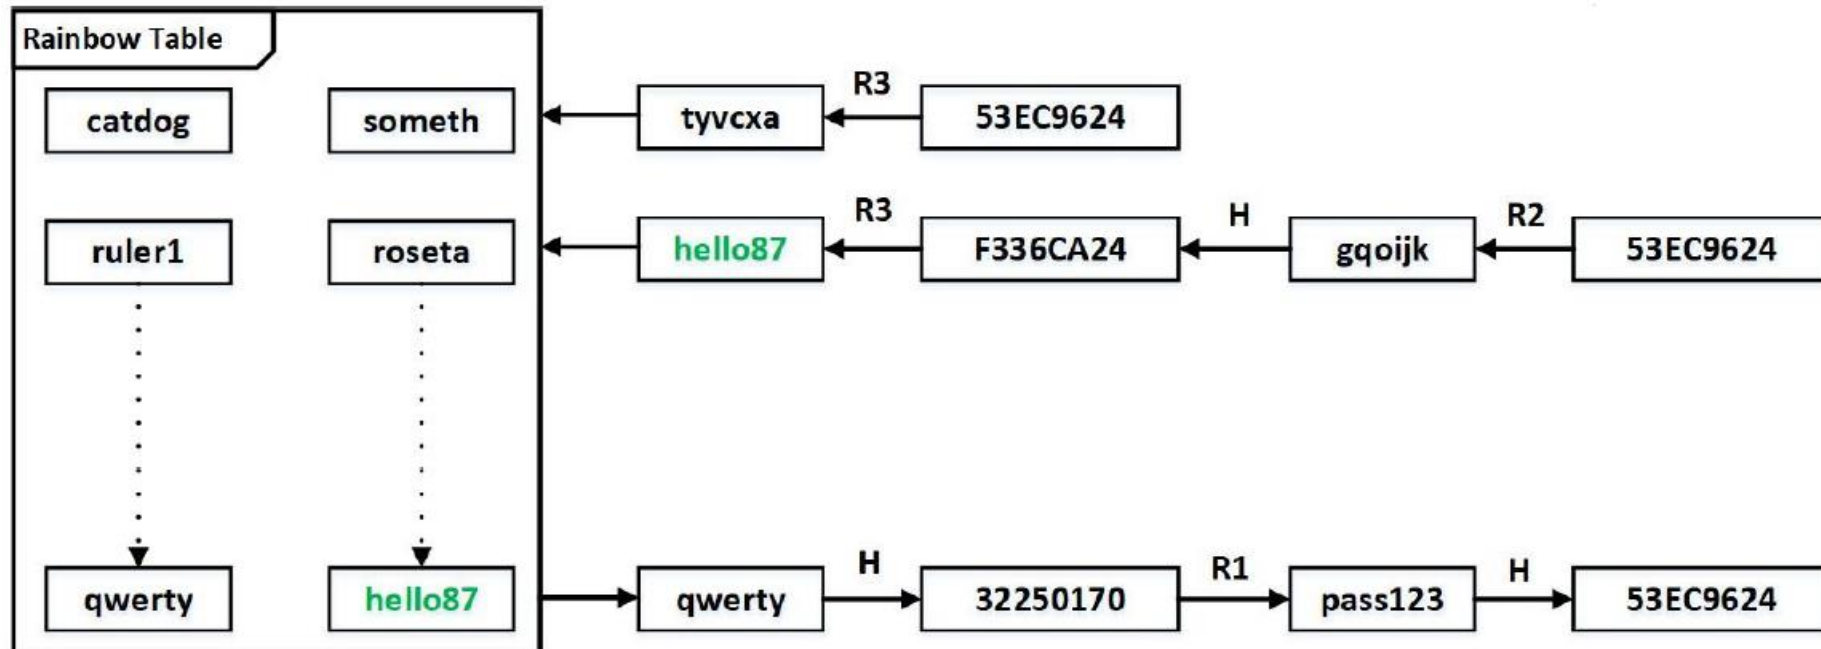 Rainbow Table
R3
catdog someth tyvcxa 53EC9624
R3 H R2
ruler1 roseta hello87 F336CA24 gqoijk 53EC9624
H R1 H
qwerty hello87 qwerty 32250170 pass123 53EC9624